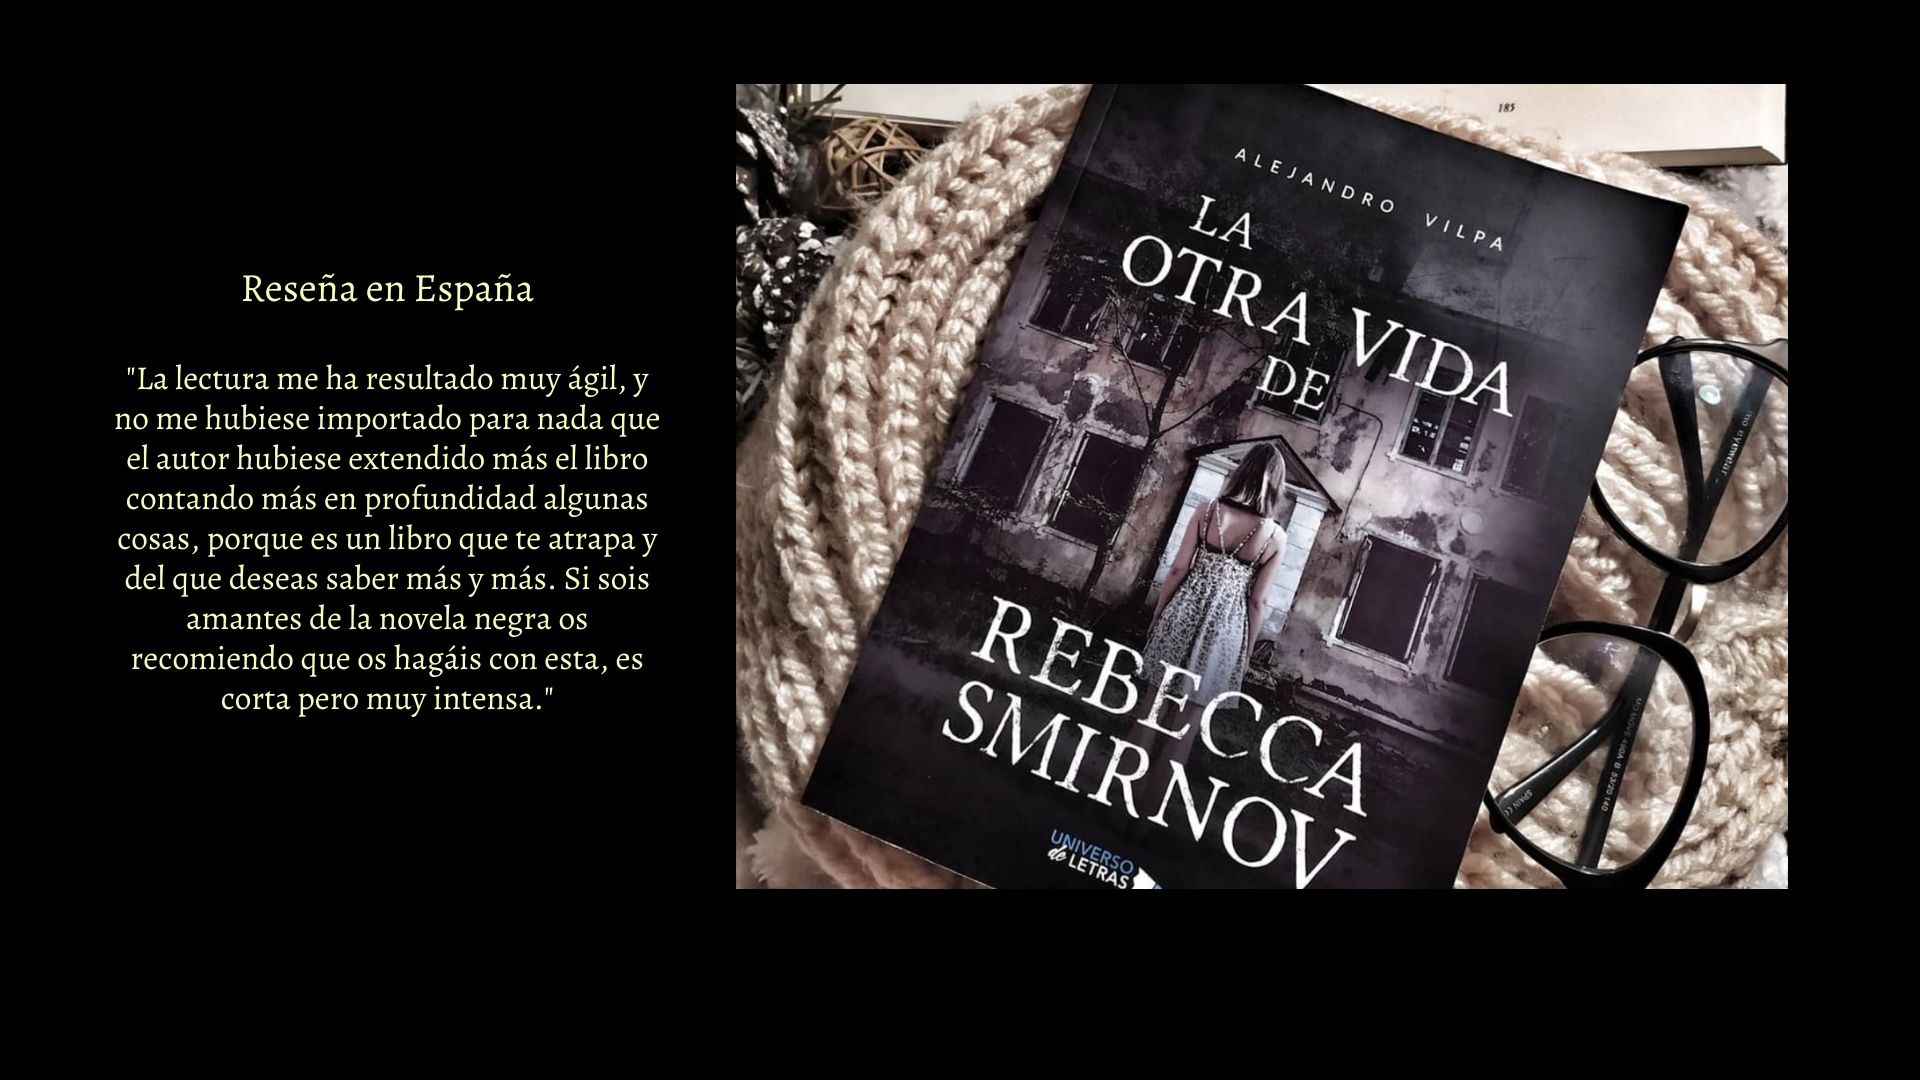 Reseña en España
"La lectura me ha resultado muy ágil, y
no me hubiese importado para nada que
el autor hubiese extendido más el libro
contando más en profundidad algunas
cosas, porque es un libro que te atrapa y
del que deseas saber más y más. Si sois
amantes de la novela negra os
recomiendo que os hagáis con esta, es
corta pero muy intensa."
185
ALEJANDRO VILPA
LA
OTRA VIDA
DE
REBECCA
SMIRNOV
UNIVERSO
de LETRAS
SPAIN